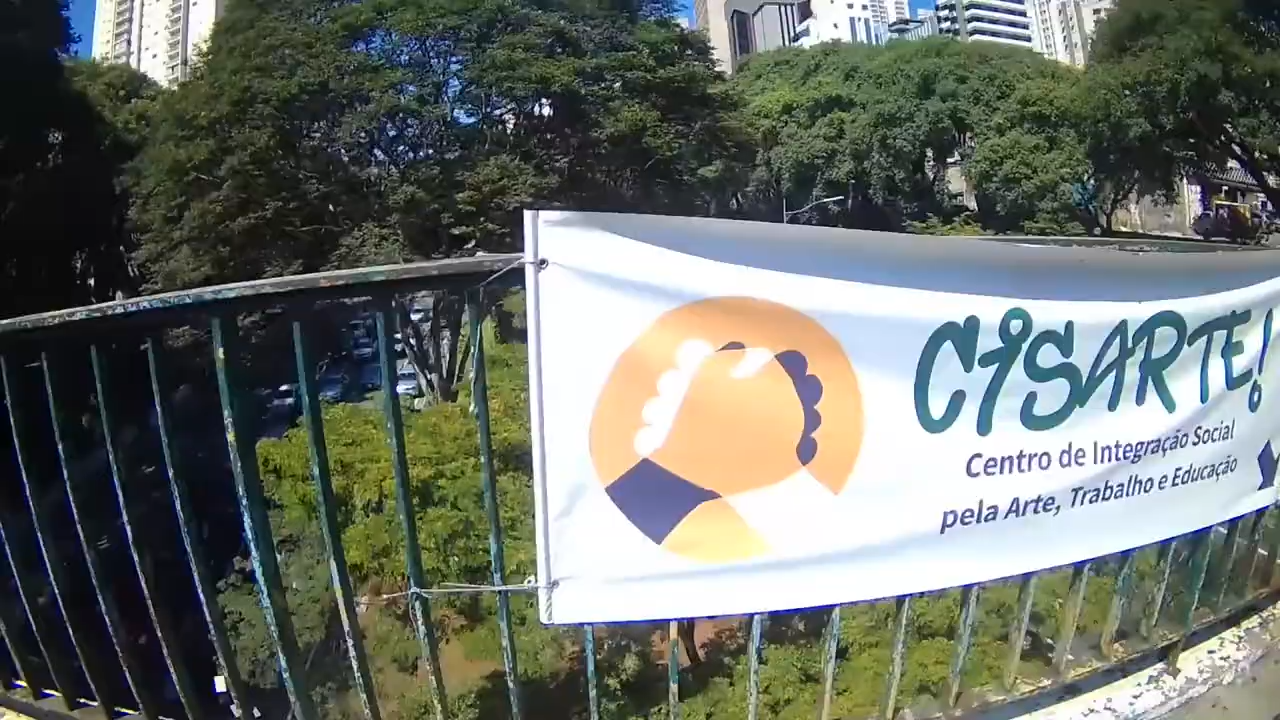 CISARTE!
Centro de Integração Social
pela Arte, Trabalho e Educação